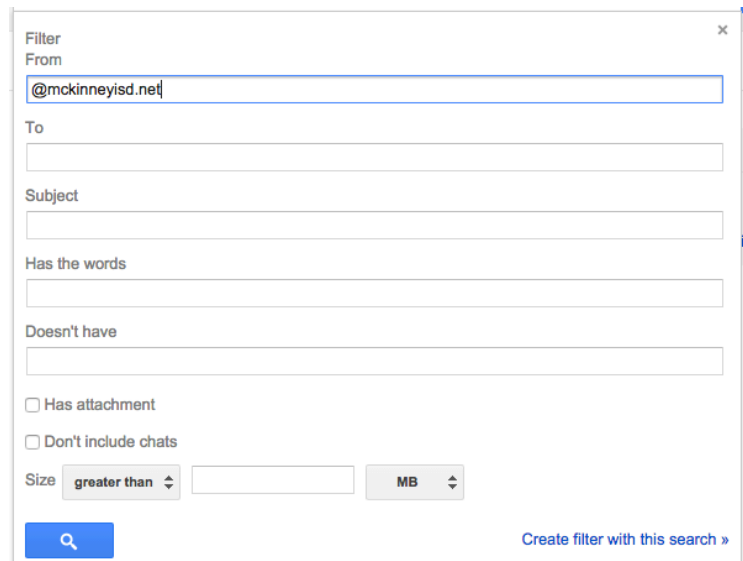 ×
Filter
From
@mckinneyisd.net
To
Subject
Has the words
Doesn't have
Has attachment
Don't include chats
Size greater than MB
Create filter with this search »